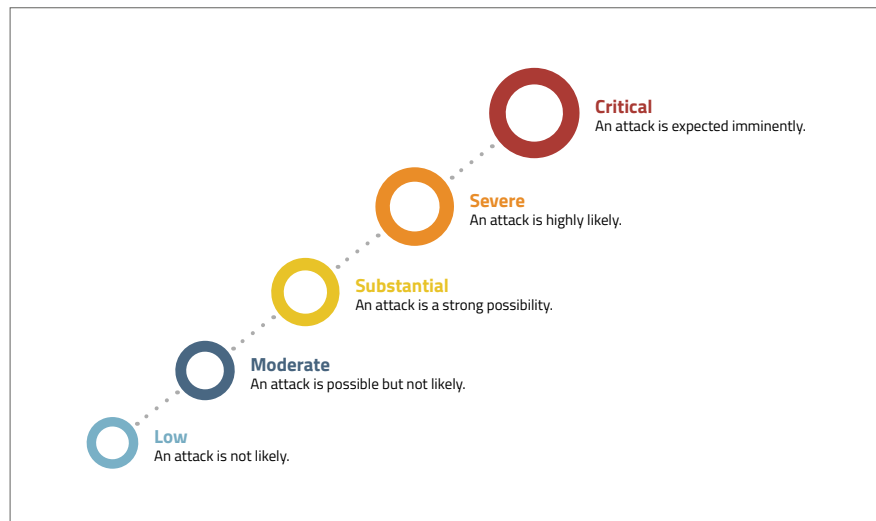 Critical
An attack is expected imminently.
Severe
An attack is highly likely.
Substantial
An attack is a strong possibility.
Moderate
An attack is possible but not likely.
Low
An attack is not likely.